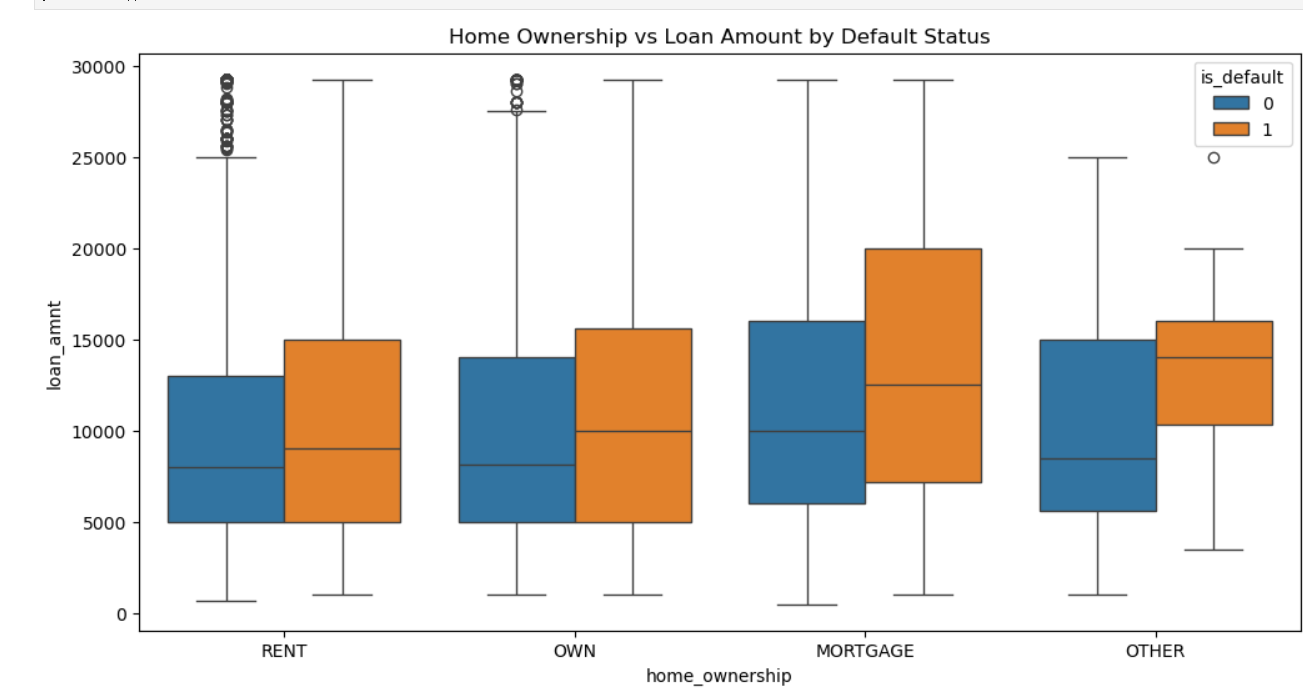 Home Ownership vs Loan Amount by Default Status
30000
25000
20000
15000
10000
5000
0
loan_amnt
is_default
0
1
RENT OWN MORTGAGE OTHER
home_ownership